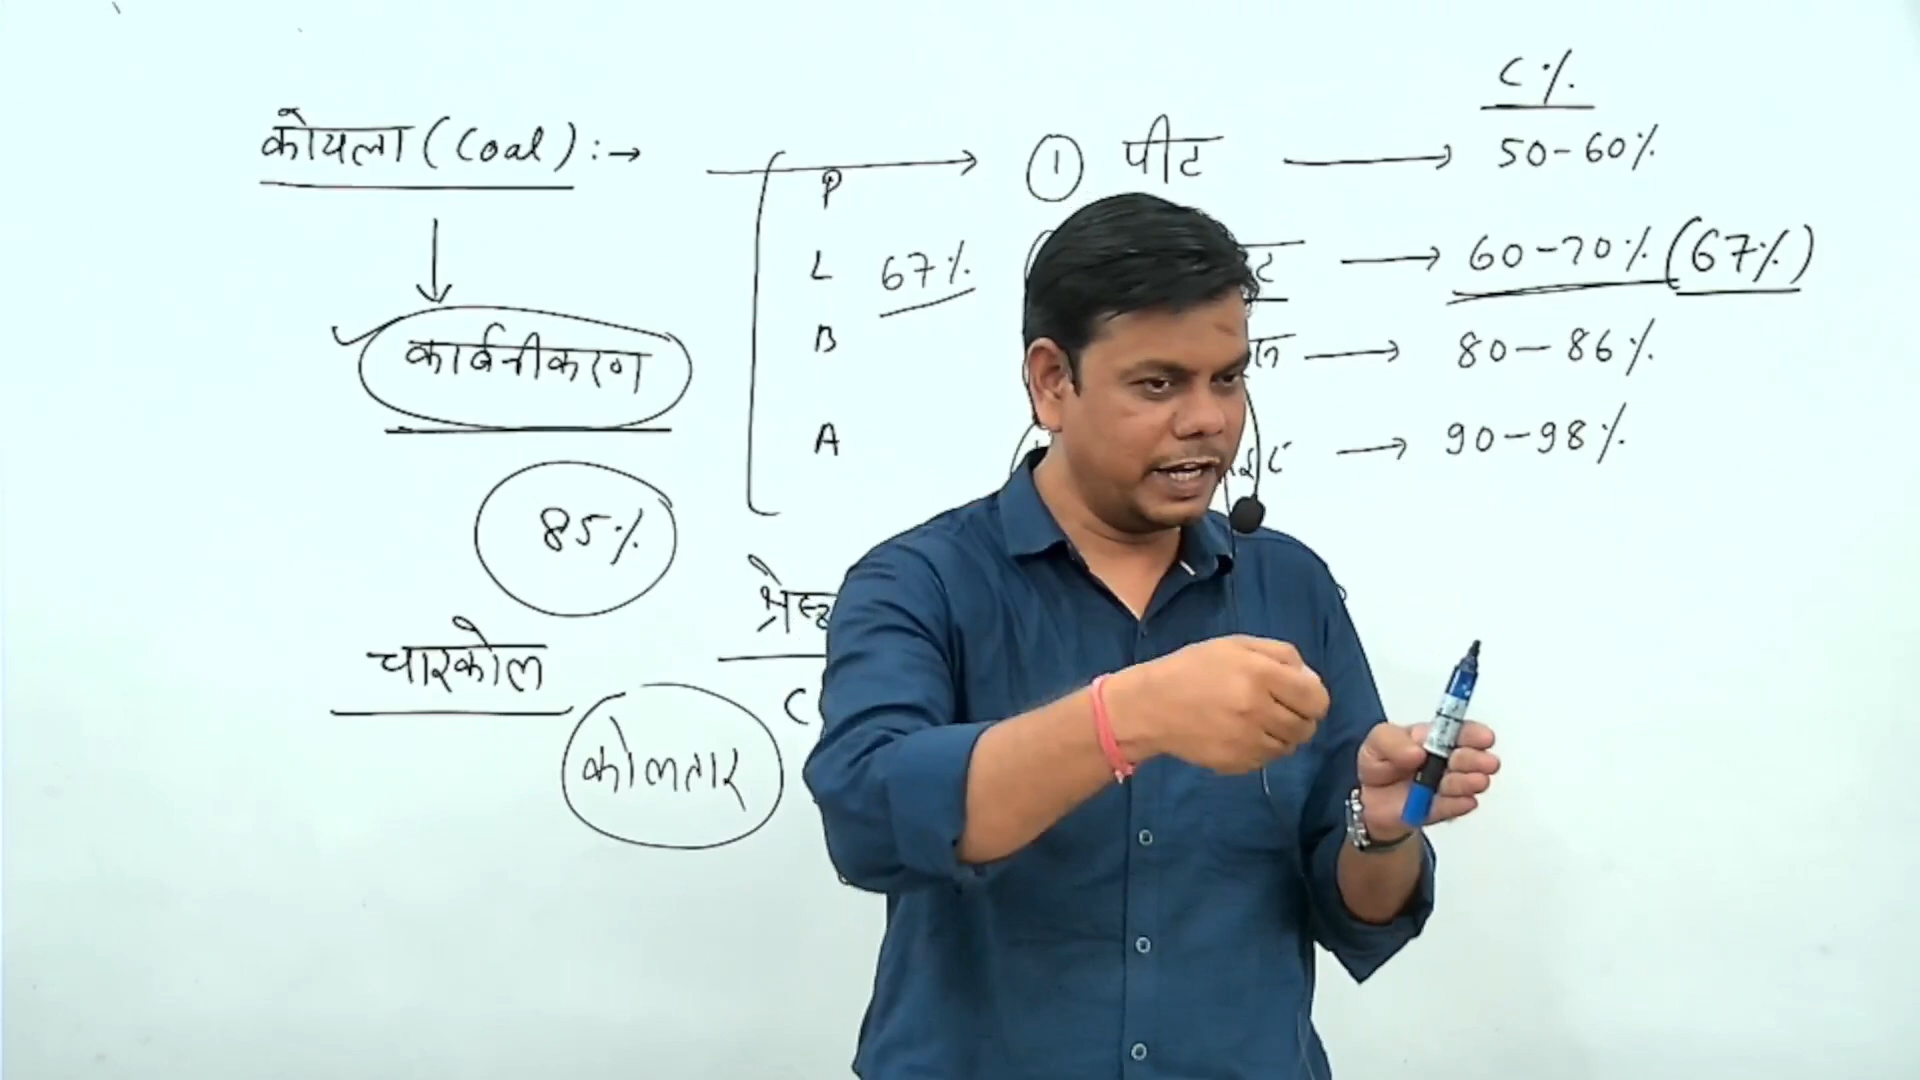 C%
कोयला (Coal) :→
P → ① पीट → 50-60%
L 67% → 60-70% (67%)
B → 80-86%
A → 90-98%
कार्बनीकरण
85%
चारकोल
कोलतार